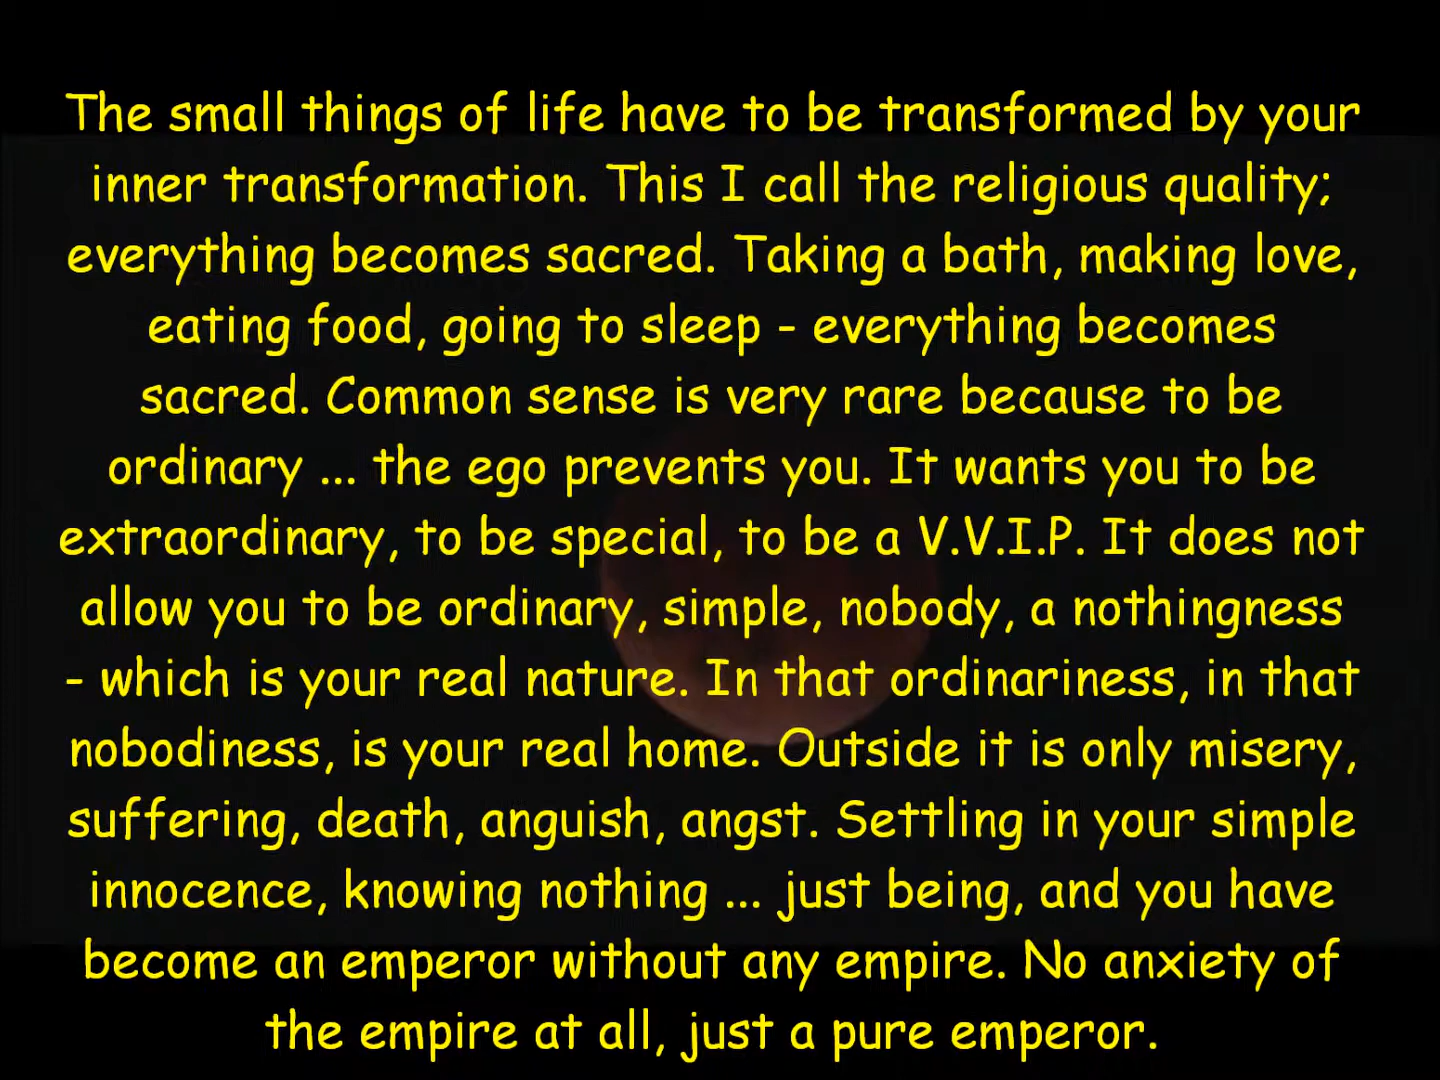 The small things of life have to be transformed by your
inner transformation. This I call the religious quality;
everything becomes sacred. Taking a bath, making love,
eating food, going to sleep - everything becomes
sacred. Common sense is very rare because to be
ordinary ... the ego prevents you. It wants you to be
extraordinary, to be special, to be a V.V.I.P. It does not
allow you to be ordinary, simple, nobody, a nothingness
- which is your real nature. In that ordinariness, in that
nobodiness, is your real home. Outside it is only misery,
suffering, death, anguish, angst. Settling in your simple
innocence, knowing nothing ... just being, and you have
become an emperor without any empire. No anxiety of
the empire at all, just a pure emperor.